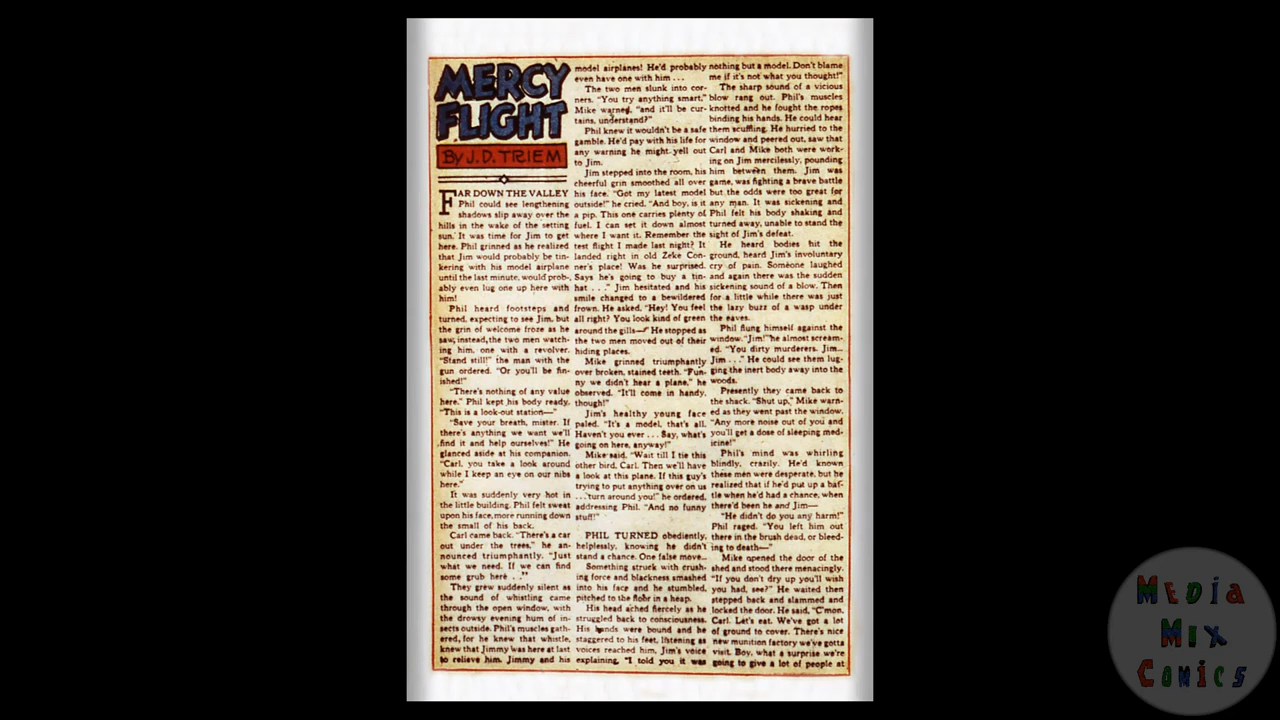 MERCY
FLIGHT
By J.D. TRIEM
FAR DOWN THE VALLEY
Phil could see lengthening
shadows slip away over the
hills in the wake of the setting
sun. It was time for Jim to get
here. Phil grinned as he realized
that Jim would probably be tin-
kering with his model airplane
until the last minute, would prob-
ably even lug one up here with
him!
Phil heard footsteps and
turned, expecting to see Jim, but
the grin of welcome froze as he
saw, instead, the two men watch-
ing him, one with a revolver.
"Stand still!" the man with the
gun ordered. "Or you'll be fin-
ished!"
"There's nothing of any value
here." Phil kept his body ready.
"This is a look-out station—"
"Save your breath, mister. If
there's anything we want we'll
find it and help ourselves!" He
glanced aside at his companion.
"Carl, you take a look around
while I keep an eye on our nibs
here."
It was suddenly very hot in
the little building. Phil felt sweat
upon his face, more running down
the small of his back.
Carl came back. "There's a car
out under the trees," he an-
nounced triumphantly. "Just
what we need. If we can find
some grub here . ."
They grew suddenly silent as
the sound of whistling came
through the open window, with
the drowsy evening hum of in-
sects outside. Phil's muscles gath-
ered, for he knew that whistle,
knew that Jimmy was here at last
to relieve him. Jimmy and his
model airplanes! He'd probably
even have one with him . . .
The two men slunk into cor-
ners. "You try anything smart,"
Mike warned, "and it'll be cur-
tains, understand?"
Phil knew it wouldn't be a safe
gamble. He'd pay with his life for
any warning he might yell out
to Jim.
Jim stepped into the room, his
cheerful grin smoothed all over
his face. "Got my latest model
outside!" he cried. "And boy, is it
a pip. This one carries plenty of
fuel. I can set it down almost
where I want it. Remember the
test flight I made last night? It
landed right in old Zeke Con-
ner's place! Was he surprised.
Says he's going to buy a tin-
hat . . ." Jim hesitated and his
smile changed to a bewildered
frown. He asked, "Hey! You feel
all right? You look kind of green
around the gills—" He stopped as
the two men moved out of their
hiding places.
Mike grinned triumphantly
over broken, stained teeth. "Fun-
ny we didn't hear a plane," he
observed. "It'll come in handy,
though!"
Jim's healthy young face
paled. "It's a model, that's all.
Haven't you ever . . . Say, what's
going on here, anyway!"
Mike said, "Wait till I tie this
other bird, Carl. Then we'll have
a look at this plane. If this guy's
trying to put anything over on us
. . . turn around you!" he ordered,
addressing Phil. "And no funny
stuff!"
PHIL TURNED obediently,
helplessly, knowing he didn't
stand a chance. One false move...
Something struck with crush-
ing force and blackness smashed
into his face and he stumbled,
pitched to the floor in a heap.
His head ached fiercely as he
struggled back to consciousness.
His hands were bound and he
staggered to his feet, listening as
voices reached him, Jim's voice
explaining, "I told you it was
nothing but a model. Don't blame
me if it's not what you thought!"
The sharp sound of a vicious
blow rang out. Phil's muscles
knotted and he fought the ropes
binding his hands. He could hear
them scuffling. He hurried to the
window and peered out, saw that
Carl and Mike both were work-
ing on Jim mercilessly, pounding
him between them. Jim was
game, was fighting a brave battle
but the odds were too great for
any man. It was sickening and
Phil felt his body shaking and
turned away, unable to stand the
sight of Jim's defeat.
He heard bodies hit the
ground, heard Jim's involuntary
cry of pain. Someone laughed
and again there was the sudden
sickening sound of a blow. Then
for a little while there was just
the lazy buzz of a wasp under
the eaves.
Phil flung himself against the
window. "Jim!" he almost scream-
ed. "You dirty murderers. Jim...
Jim . . ." He could see them lug-
ging the inert body away into the
woods.
Presently they came back to
the shack. "Shut up," Mike warn-
ed as they went past the window.
"Any more noise out of you and
you'll get a dose of sleeping med-
icine!"
Phil's mind was whirling
blindly, crazily. He'd known
these men were desperate, but he
realized that if he'd put up a bat-
tle when he'd had a chance, when
there'd been he and Jim—
"He didn't do you any harm!"
Phil raged. "You left him out
there in the brush dead, or bleed-
ing to death—"
Mike opened the door of the
shed and stood there menacingly.
"If you don't dry up you'll wish
you had, see?" He waited then
stepped back and slammed and
locked the door. He said, "C'mon,
Carl. Let's eat. We've got a lot
of ground to cover. There's nice
new munition factory we've gotta
visit. Boy, what a surprise we're
going to give a lot of people at
MEDiA
MiX
COMiCS